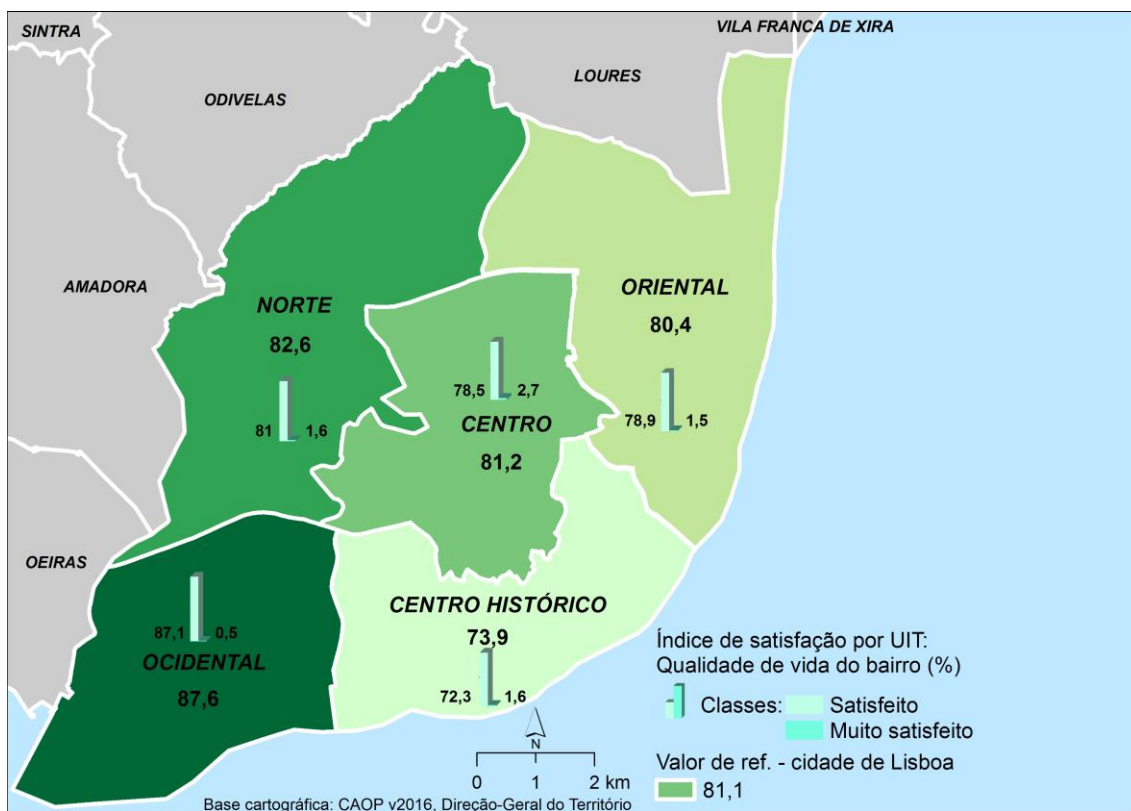 SINTRA
VILA FRANCA DE XIRA
ODIVELAS
LOURES
AMADORA
OEIRAS
NORTE
82,6
81 1,6
ORIENTAL
80,4
78,9 1,5
78,5 2,7
CENTRO
81,2
87,1 0,5
OCIDENTAL
87,6
CENTRO HISTÓRICO
73,9
72,3 1,6
Índice de satisfação por UIT:
Qualidade de vida do bairro (%)
Classes: Satisfeito
Muito satisfeito
Valor de ref. - cidade de Lisboa
81,1
N
0 1 2 km
Base cartográfica: CAOP v2016, Direção-Geral do Território